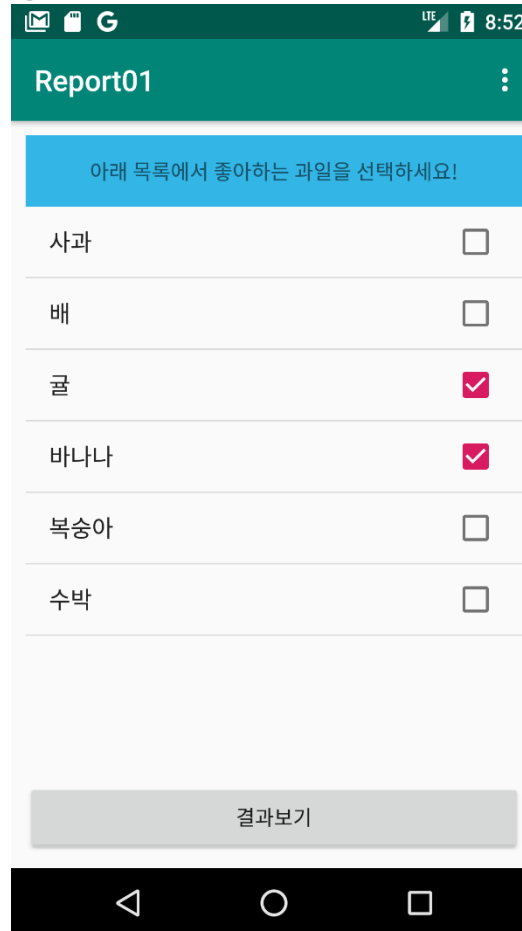 G LTE 8:52
Report01
아래 목록에서 좋아하는 과일을 선택하세요!
사과
배
귤
바나나
복숭아
수박
결과보기